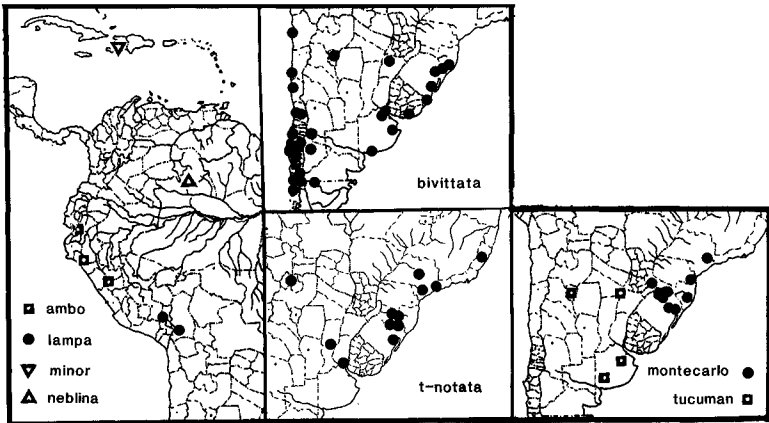 bivittata
ambo
lampa
minor
neblina
t-notata
montecarlo
tucuman